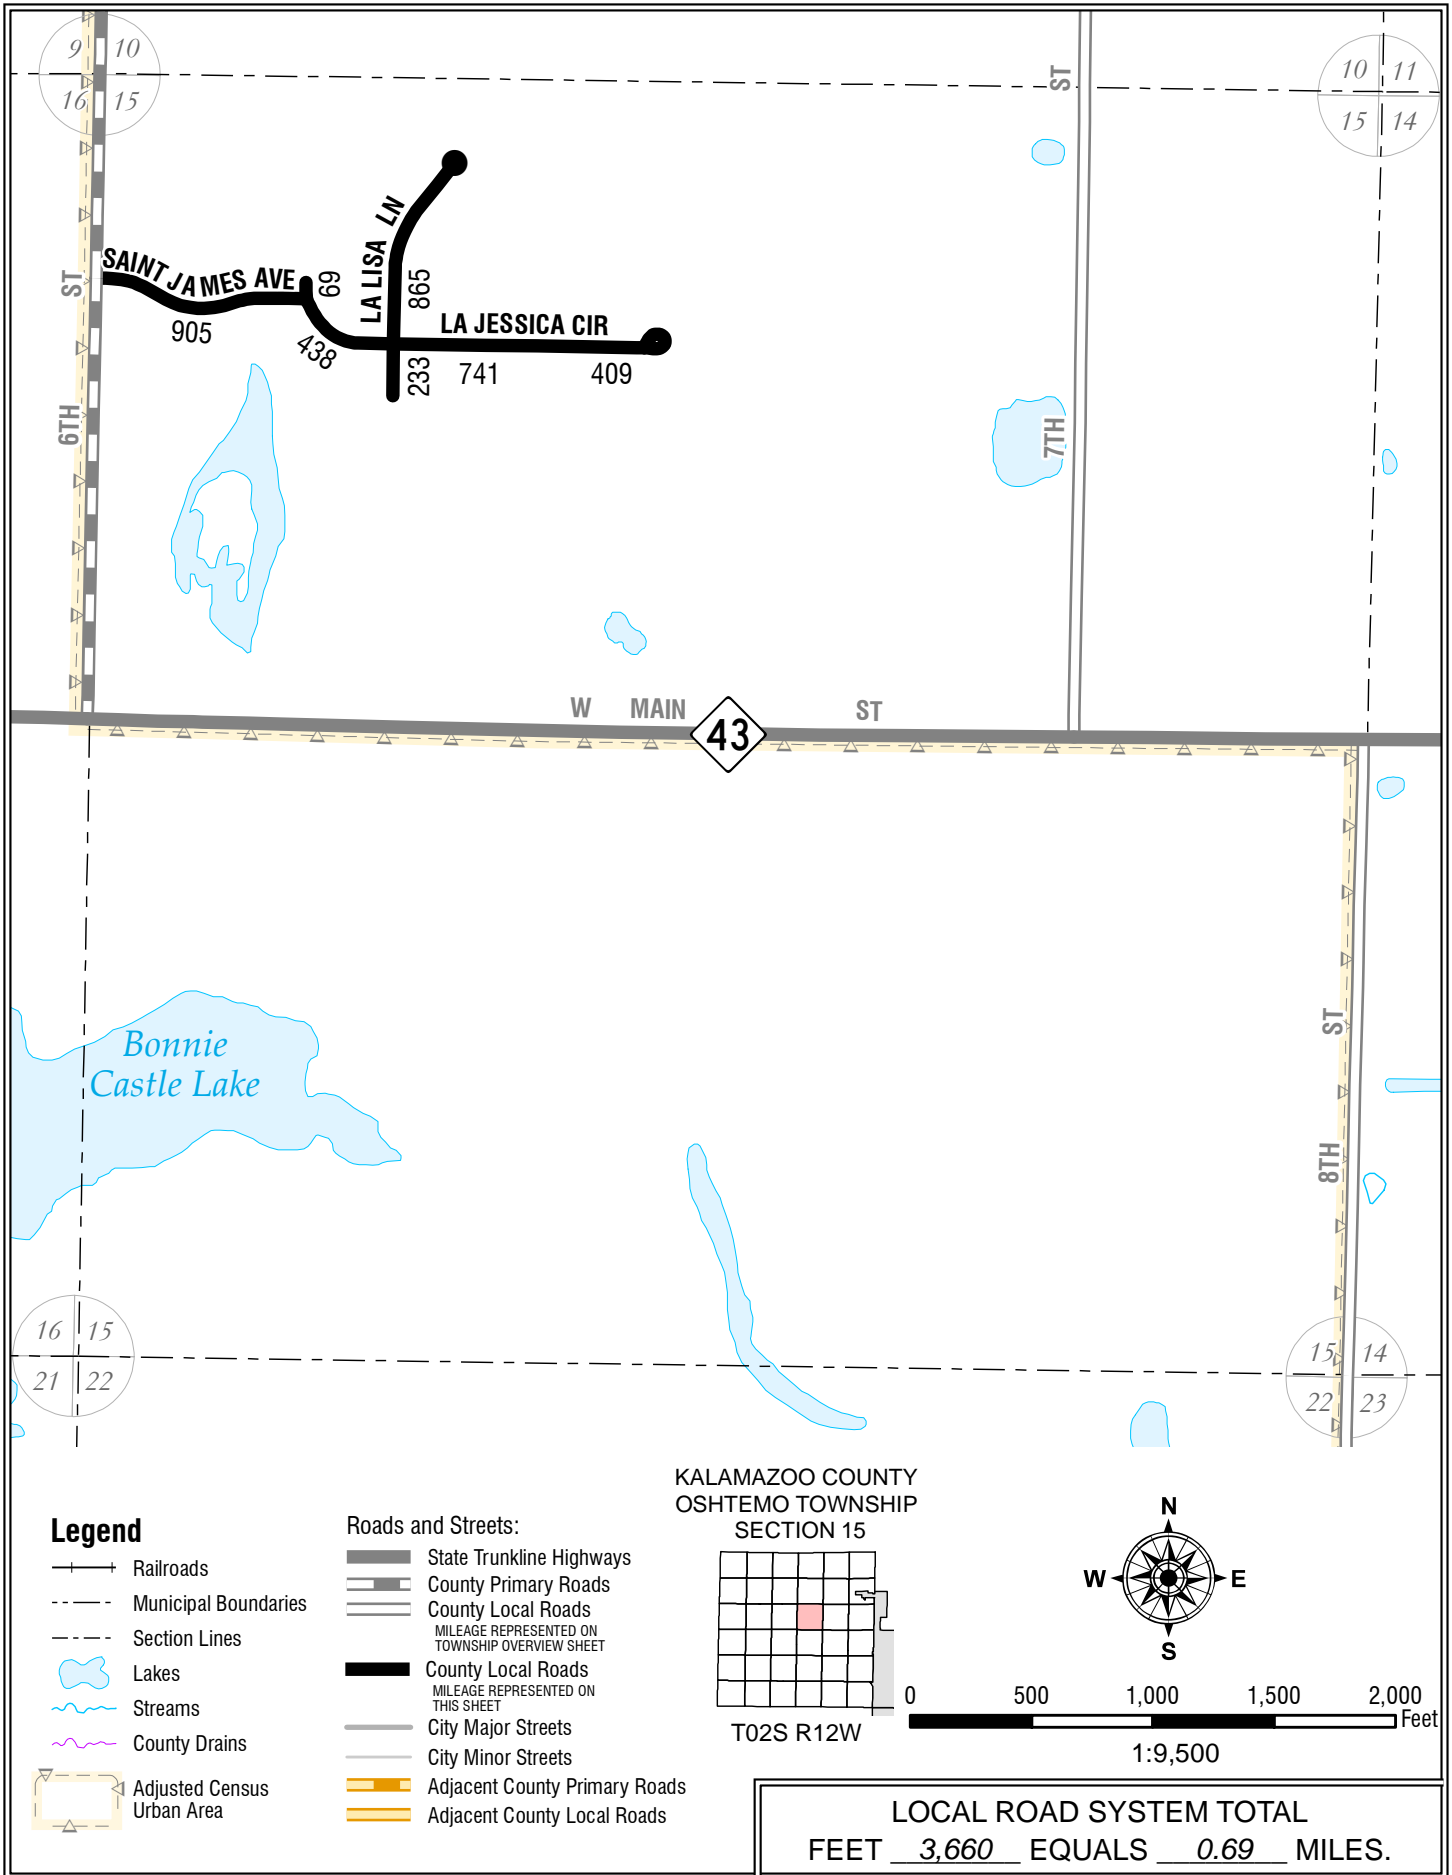 9 10
16 15
10 11
15 14
ST
ST
6TH
SAINT JAMES AVE
905
69
438
LA LISA LN
865
233
LA JESSICA CIR
741
409
7TH
W MAIN ST
43
Bonnie
Castle Lake
ST
8TH
16 15
21 22
15 14
22 23
Legend
Railroads
Municipal Boundaries
Section Lines
Lakes
Streams
County Drains
Adjusted Census
Urban Area
Roads and Streets:
State Trunkline Highways
County Primary Roads
County Local Roads
MILEAGE REPRESENTED ON
TOWNSHIP OVERVIEW SHEET
County Local Roads
MILEAGE REPRESENTED ON
THIS SHEET
City Major Streets
City Minor Streets
Adjacent County Primary Roads
Adjacent County Local Roads
KALAMAZOO COUNTY
OSHTEMO TOWNSHIP
SECTION 15
T02S R12W
N
W E
S
0 500 1,000 1,500 2,000
Feet
1:9,500
LOCAL ROAD SYSTEM TOTAL
FEET 3,660 EQUALS 0.69 MILES.